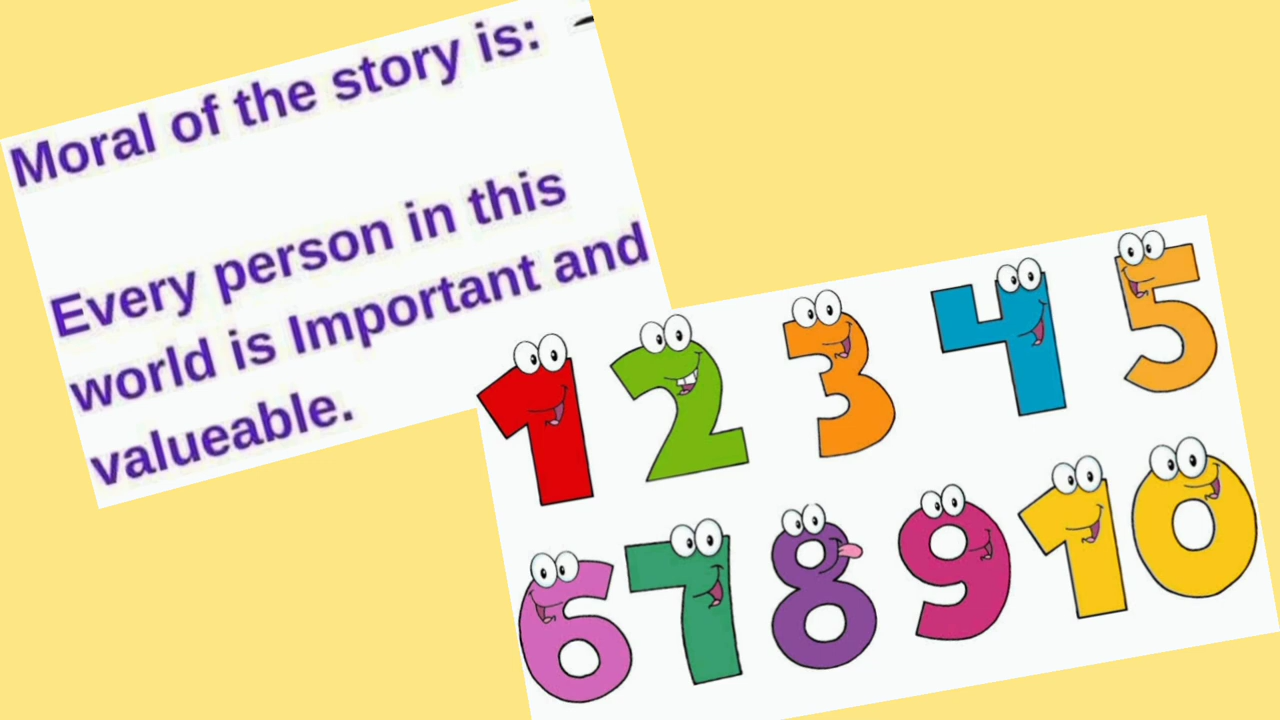 Moral of the story is:
Every person in this
world is Important and
valueable.
1 2 3 4 5
6 7 8 9 10